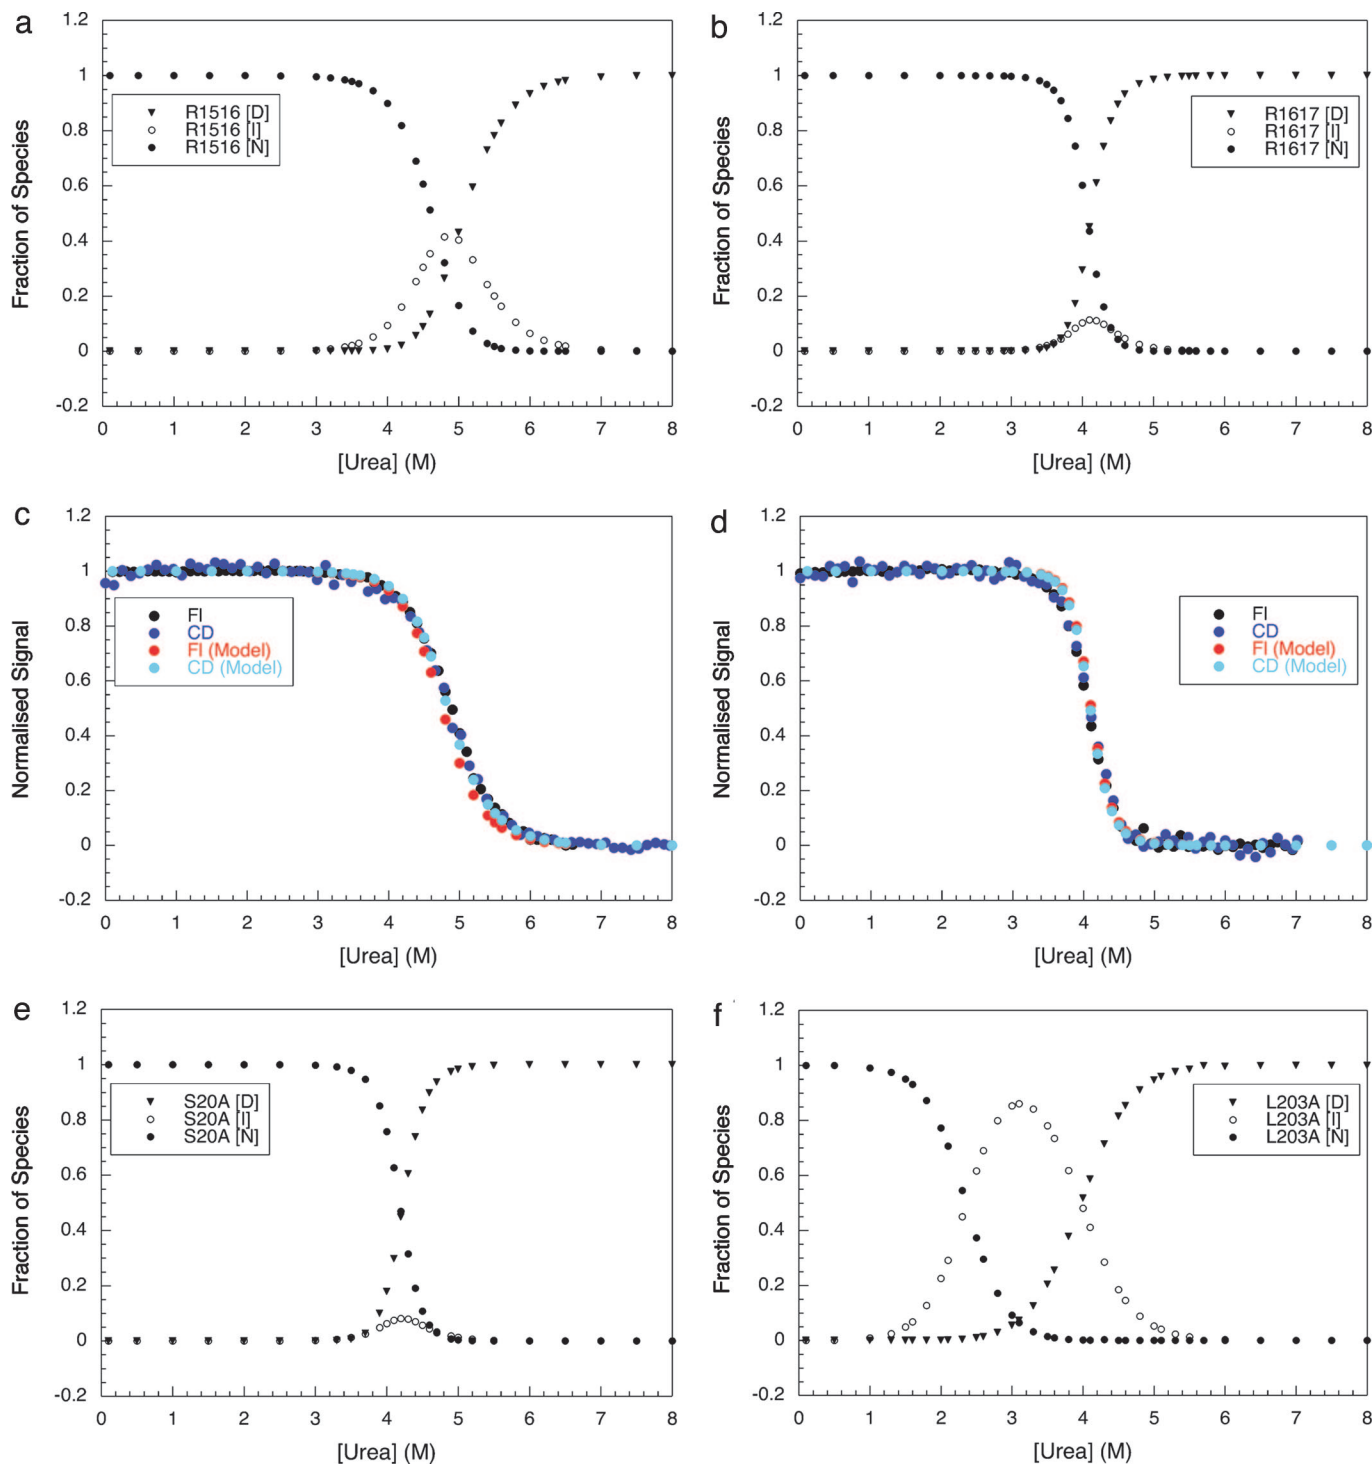 a
1.2
1
0.8
0.6
0.4
0.2
0
-0.2
Fraction of Species
R1516 [D]
R1516 [I]
R1516 [N]
0 1 2 3 4 5 6 7 8
[Urea] (M)
b
1.2
1
0.8
0.6
0.4
0.2
0
-0.2
Fraction of Species
R1617 [D]
R1617 [I]
R1617 [N]
0 1 2 3 4 5 6 7 8
[Urea] (M)
c
1.2
1
0.8
0.6
0.4
0.2
0
-0.2
Normalised Signal
Fl
CD
Fl (Model)
CD (Model)
0 1 2 3 4 5 6 7 8
[Urea] (M)
d
1.2
1
0.8
0.6
0.4
0.2
0
-0.2
Normalised Signal
Fl
CD
Fl (Model)
CD (Model)
0 1 2 3 4 5 6 7 8
[Urea] (M)
e
1.2
1
0.8
0.6
0.4
0.2
0
-0.2
Fraction of Species
S20A [D]
S20A [I]
S20A [N]
0 1 2 3 4 5 6 7 8
[Urea] (M)
f
1.2
1
0.8
0.6
0.4
0.2
0
-0.2
Fraction of Species
L203A [D]
L203A [I]
L203A [N]
0 1 2 3 4 5 6 7 8
[Urea] (M)